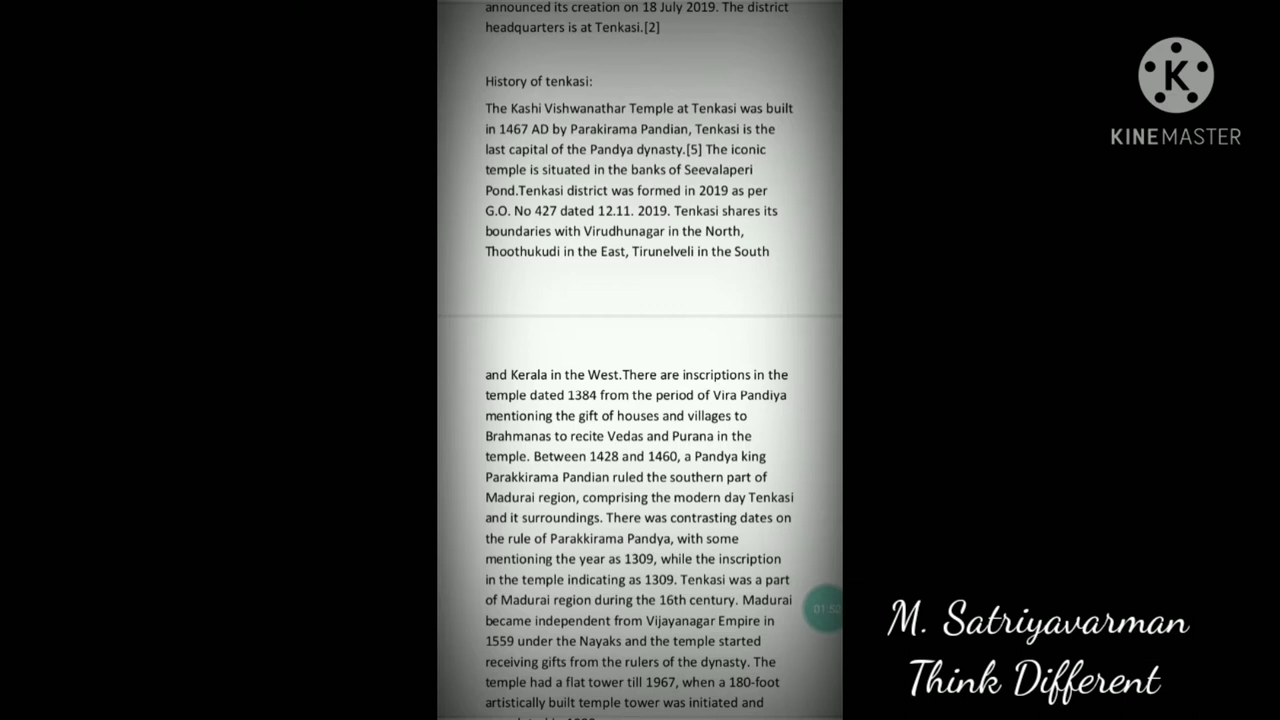 announced its creation on 18 July 2019. The district
headquarters is at Tenkasi.[2]
History of tenkasi:
The Kashi Vishwanathar Temple at Tenkasi was built
in 1467 AD by Parakirama Pandian, Tenkasi is the
last capital of the Pandya dynasty.[5] The iconic
temple is situated in the banks of Seevalaperi
Pond.Tenkasi district was formed in 2019 as per
G.O. No 427 dated 12.11. 2019. Tenkasi shares its
boundaries with Virudhunagar in the North,
Thoothukudi in the East, Tirunelveli in the South
and Kerala in the West.There are inscriptions in the
temple dated 1384 from the period of Vira Pandiya
mentioning the gift of houses and villages to
Brahmanas to recite Vedas and Purana in the
temple. Between 1428 and 1460, a Pandya king
Parakkirama Pandian ruled the southern part of
Madurai region, comprising the modern day Tenkasi
and it surroundings. There was contrasting dates on
the rule of Parakkirama Pandya, with some
mentioning the year as 1309, while the inscription
in the temple indicating as 1309. Tenkasi was a part
of Madurai region during the 16th century. Madurai
became independent from Vijayanagar Empire in
1559 under the Nayaks and the temple started
receiving gifts from the rulers of the dynasty. The
temple had a flat tower till 1967, when a 180-foot
artistically built temple tower was initiated and
01:52
K
KINEMASTER
M. Satriyavarman
Think Different